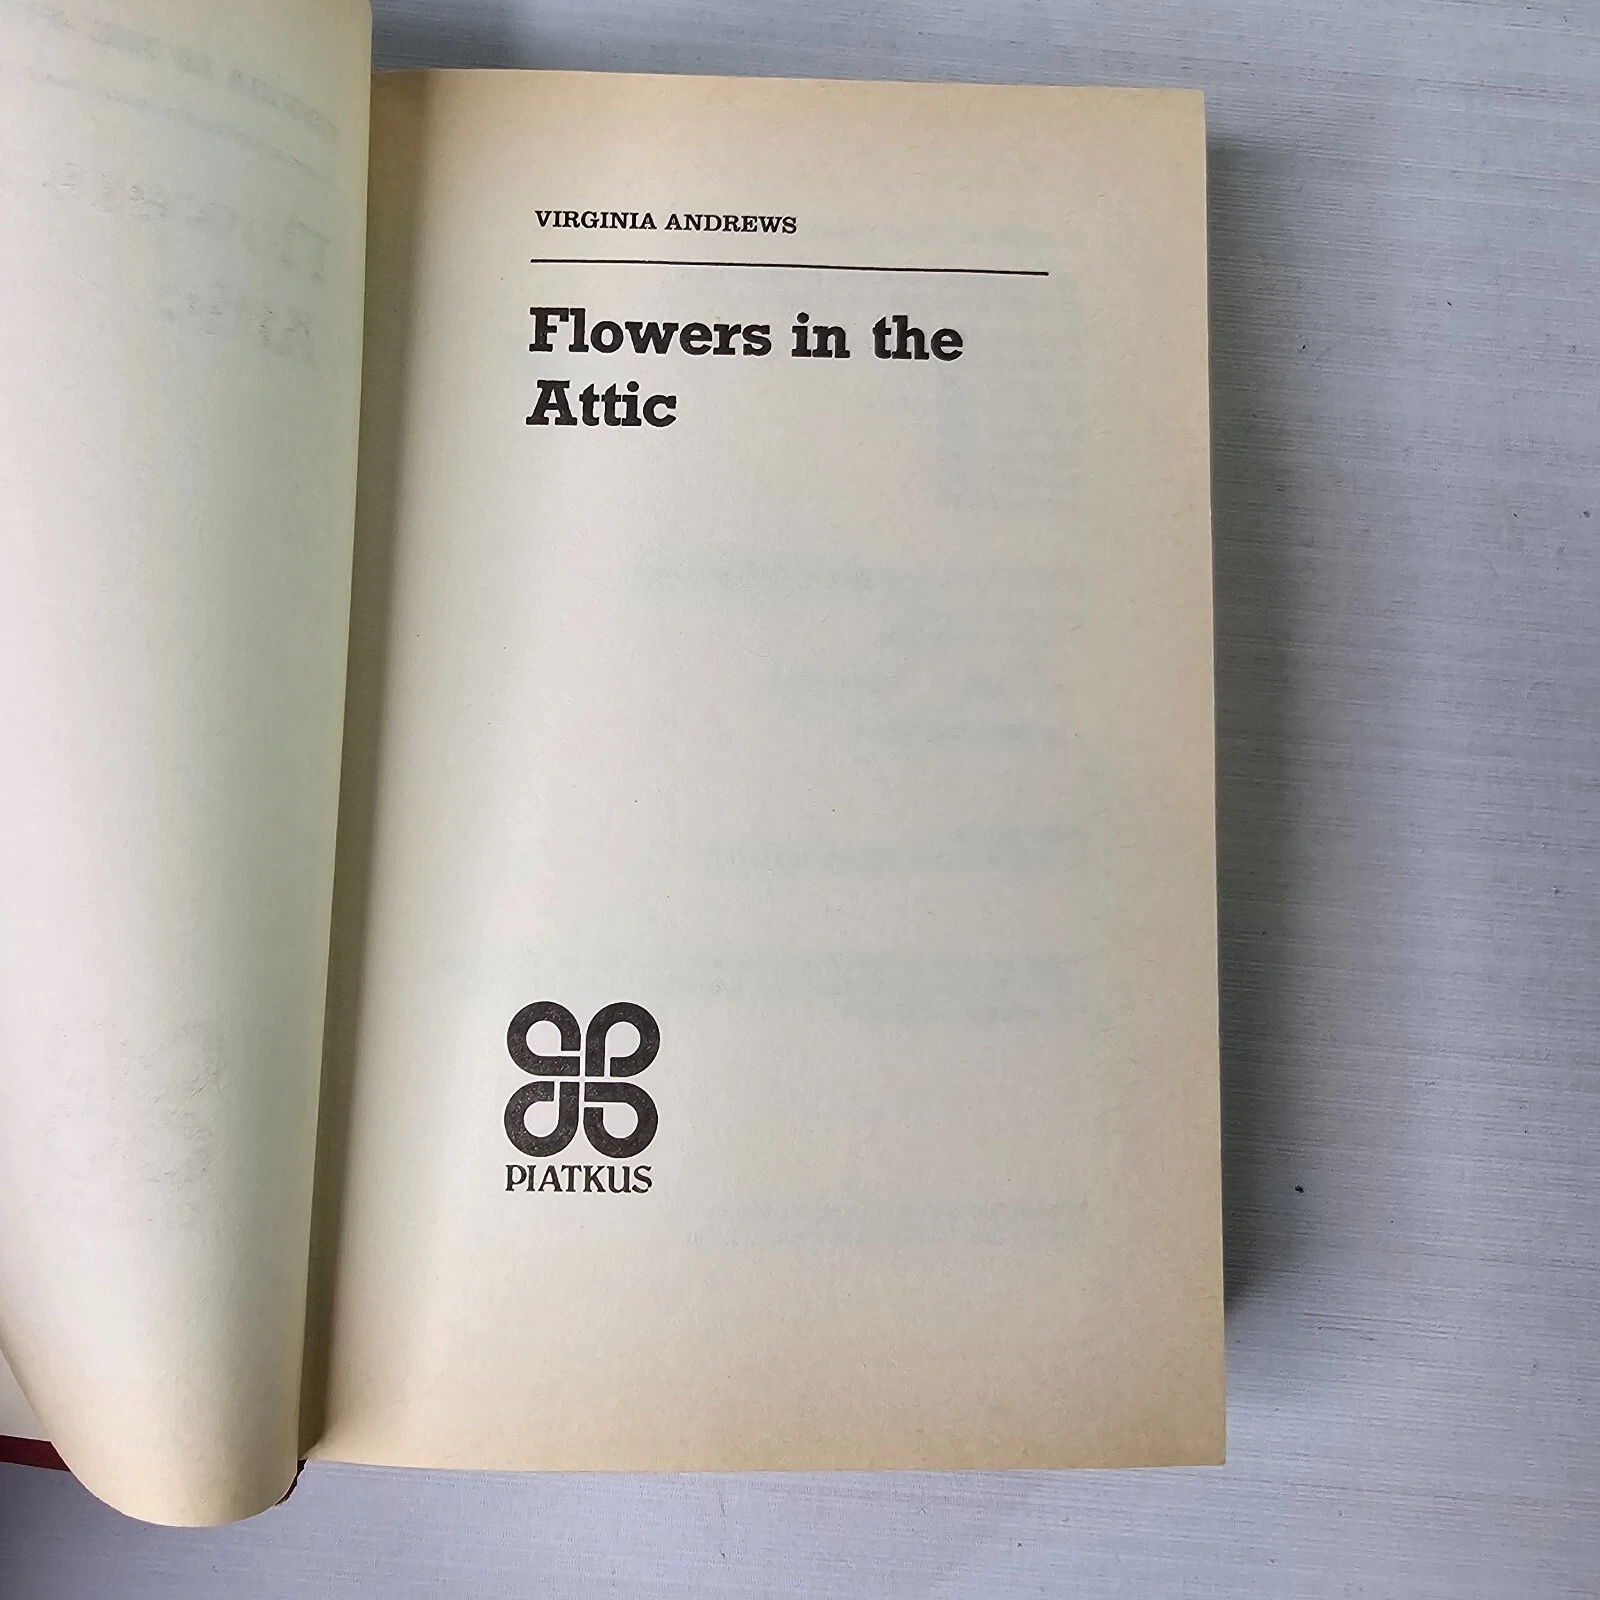 VIRGINIA ANDREWS
Flowers in the
Attic
PIATKUS